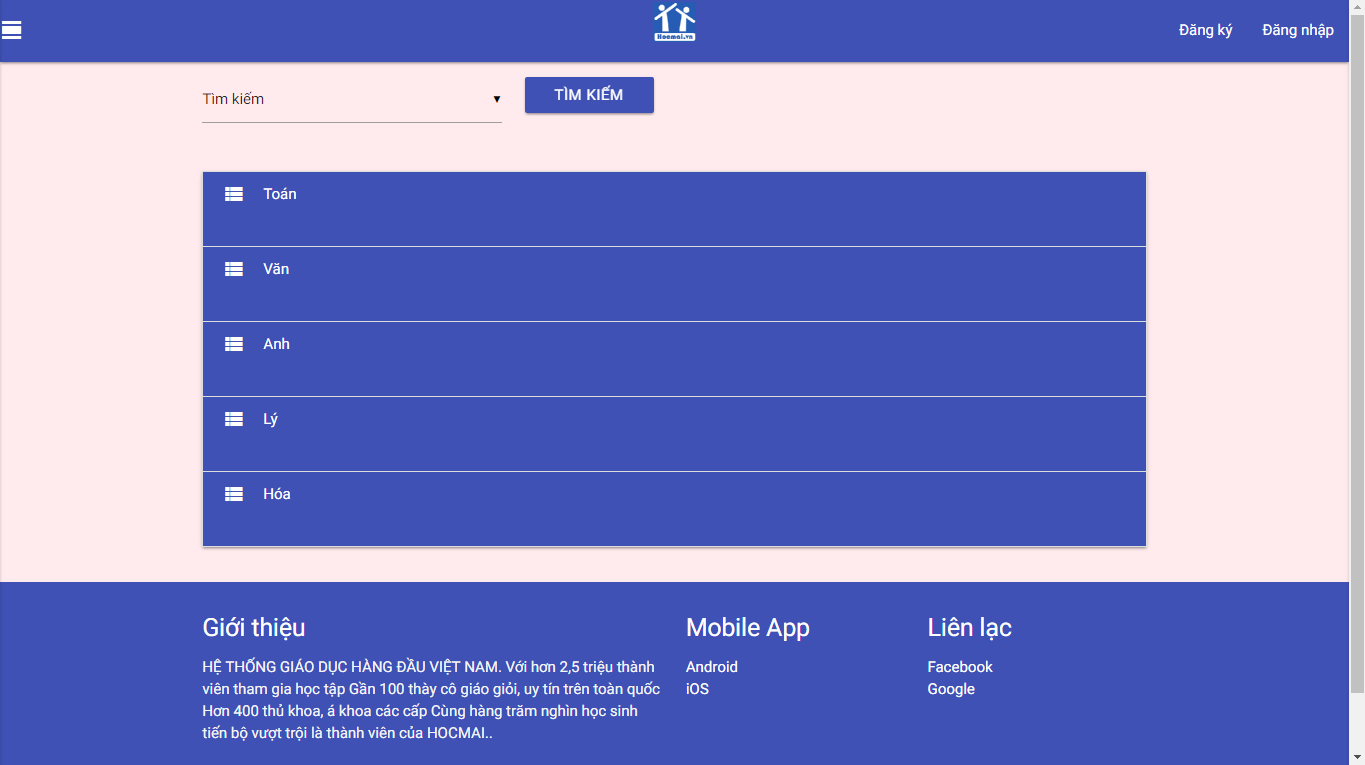 Hocmai.vn
Đăng ký
Đăng nhập
Tìm kiếm
TÌM KIẾM
Toán
Văn
Anh
Lý
Hóa
Giới thiệu
HỆ THỐNG GIÁO DỤC HÀNG ĐẦU VIỆT NAM. Với hơn 2,5 triệu thành
viên tham gia học tập Gần 100 thày cô giáo giỏi, uy tín trên toàn quốc
Hơn 400 thủ khoa, á khoa các cấp Cùng hàng trăm nghìn học sinh
tiến bộ vượt trội là thành viên của HOCMAI..
Mobile App
Android
iOS
Liên lạc
Facebook
Google